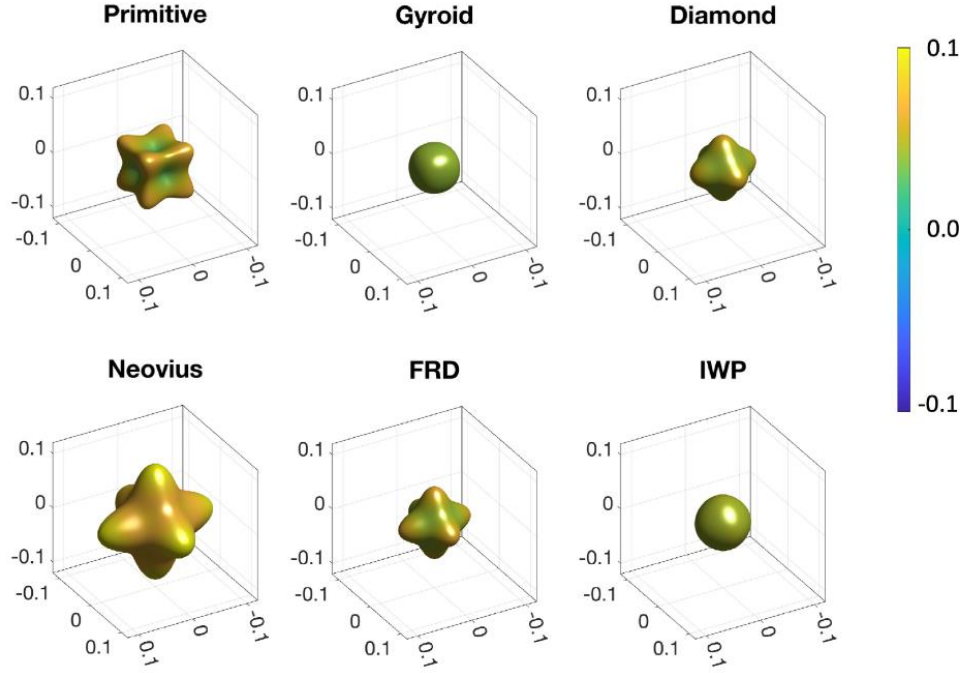 Primitive Gyroid Diamond
0.1 0.1 0.1 0.1
0 0 0
-0.1 -0.1 -0.1
0.0
-0.1 -0.1 -0.1 -0.1 -0.1 -0.1
0 0 0 0 0 0
0.1 0.1 0.1 0.1 0.1 0.1
Neovius FRD IWP
-0.1
0.1 0.1 0.1
0 0 0
-0.1 -0.1 -0.1
-0.1 -0.1 -0.1 -0.1 -0.1 -0.1
0 0 0 0 0 0
0.1 0.1 0.1 0.1 0.1 0.1